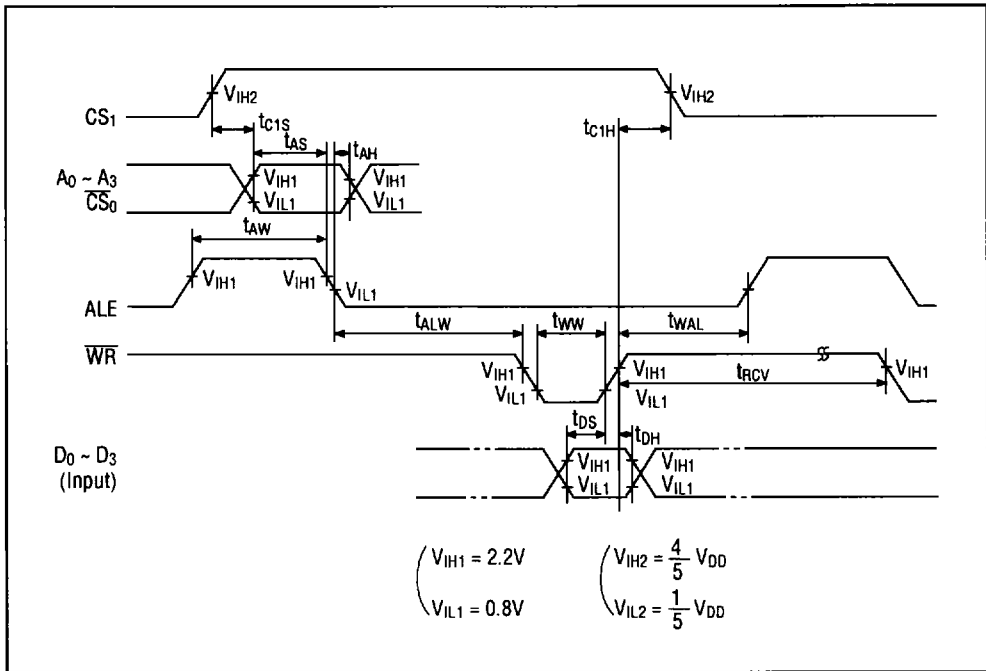 CS1
VIH2
VIH2
tC1S
tC1H
tAS
tAH
A0 ~ A3
CS0
VIH1
VIL1
VIH1
VIL1
tAW
ALE
VIH1
VIH1
VIL1
tALW
tWW
tWAL
WR
VIH1
VIL1
VIH1
VIL1
tRCV
VIH1
tDS
tDH
D0 ~ D3
(Input)
VIH1
VIL1
VIH1
VIL1
VIH1 = 2.2V
VIL1 = 0.8V
VIH2 = 4/5 VDD
VIL2 = 1/5 VDD